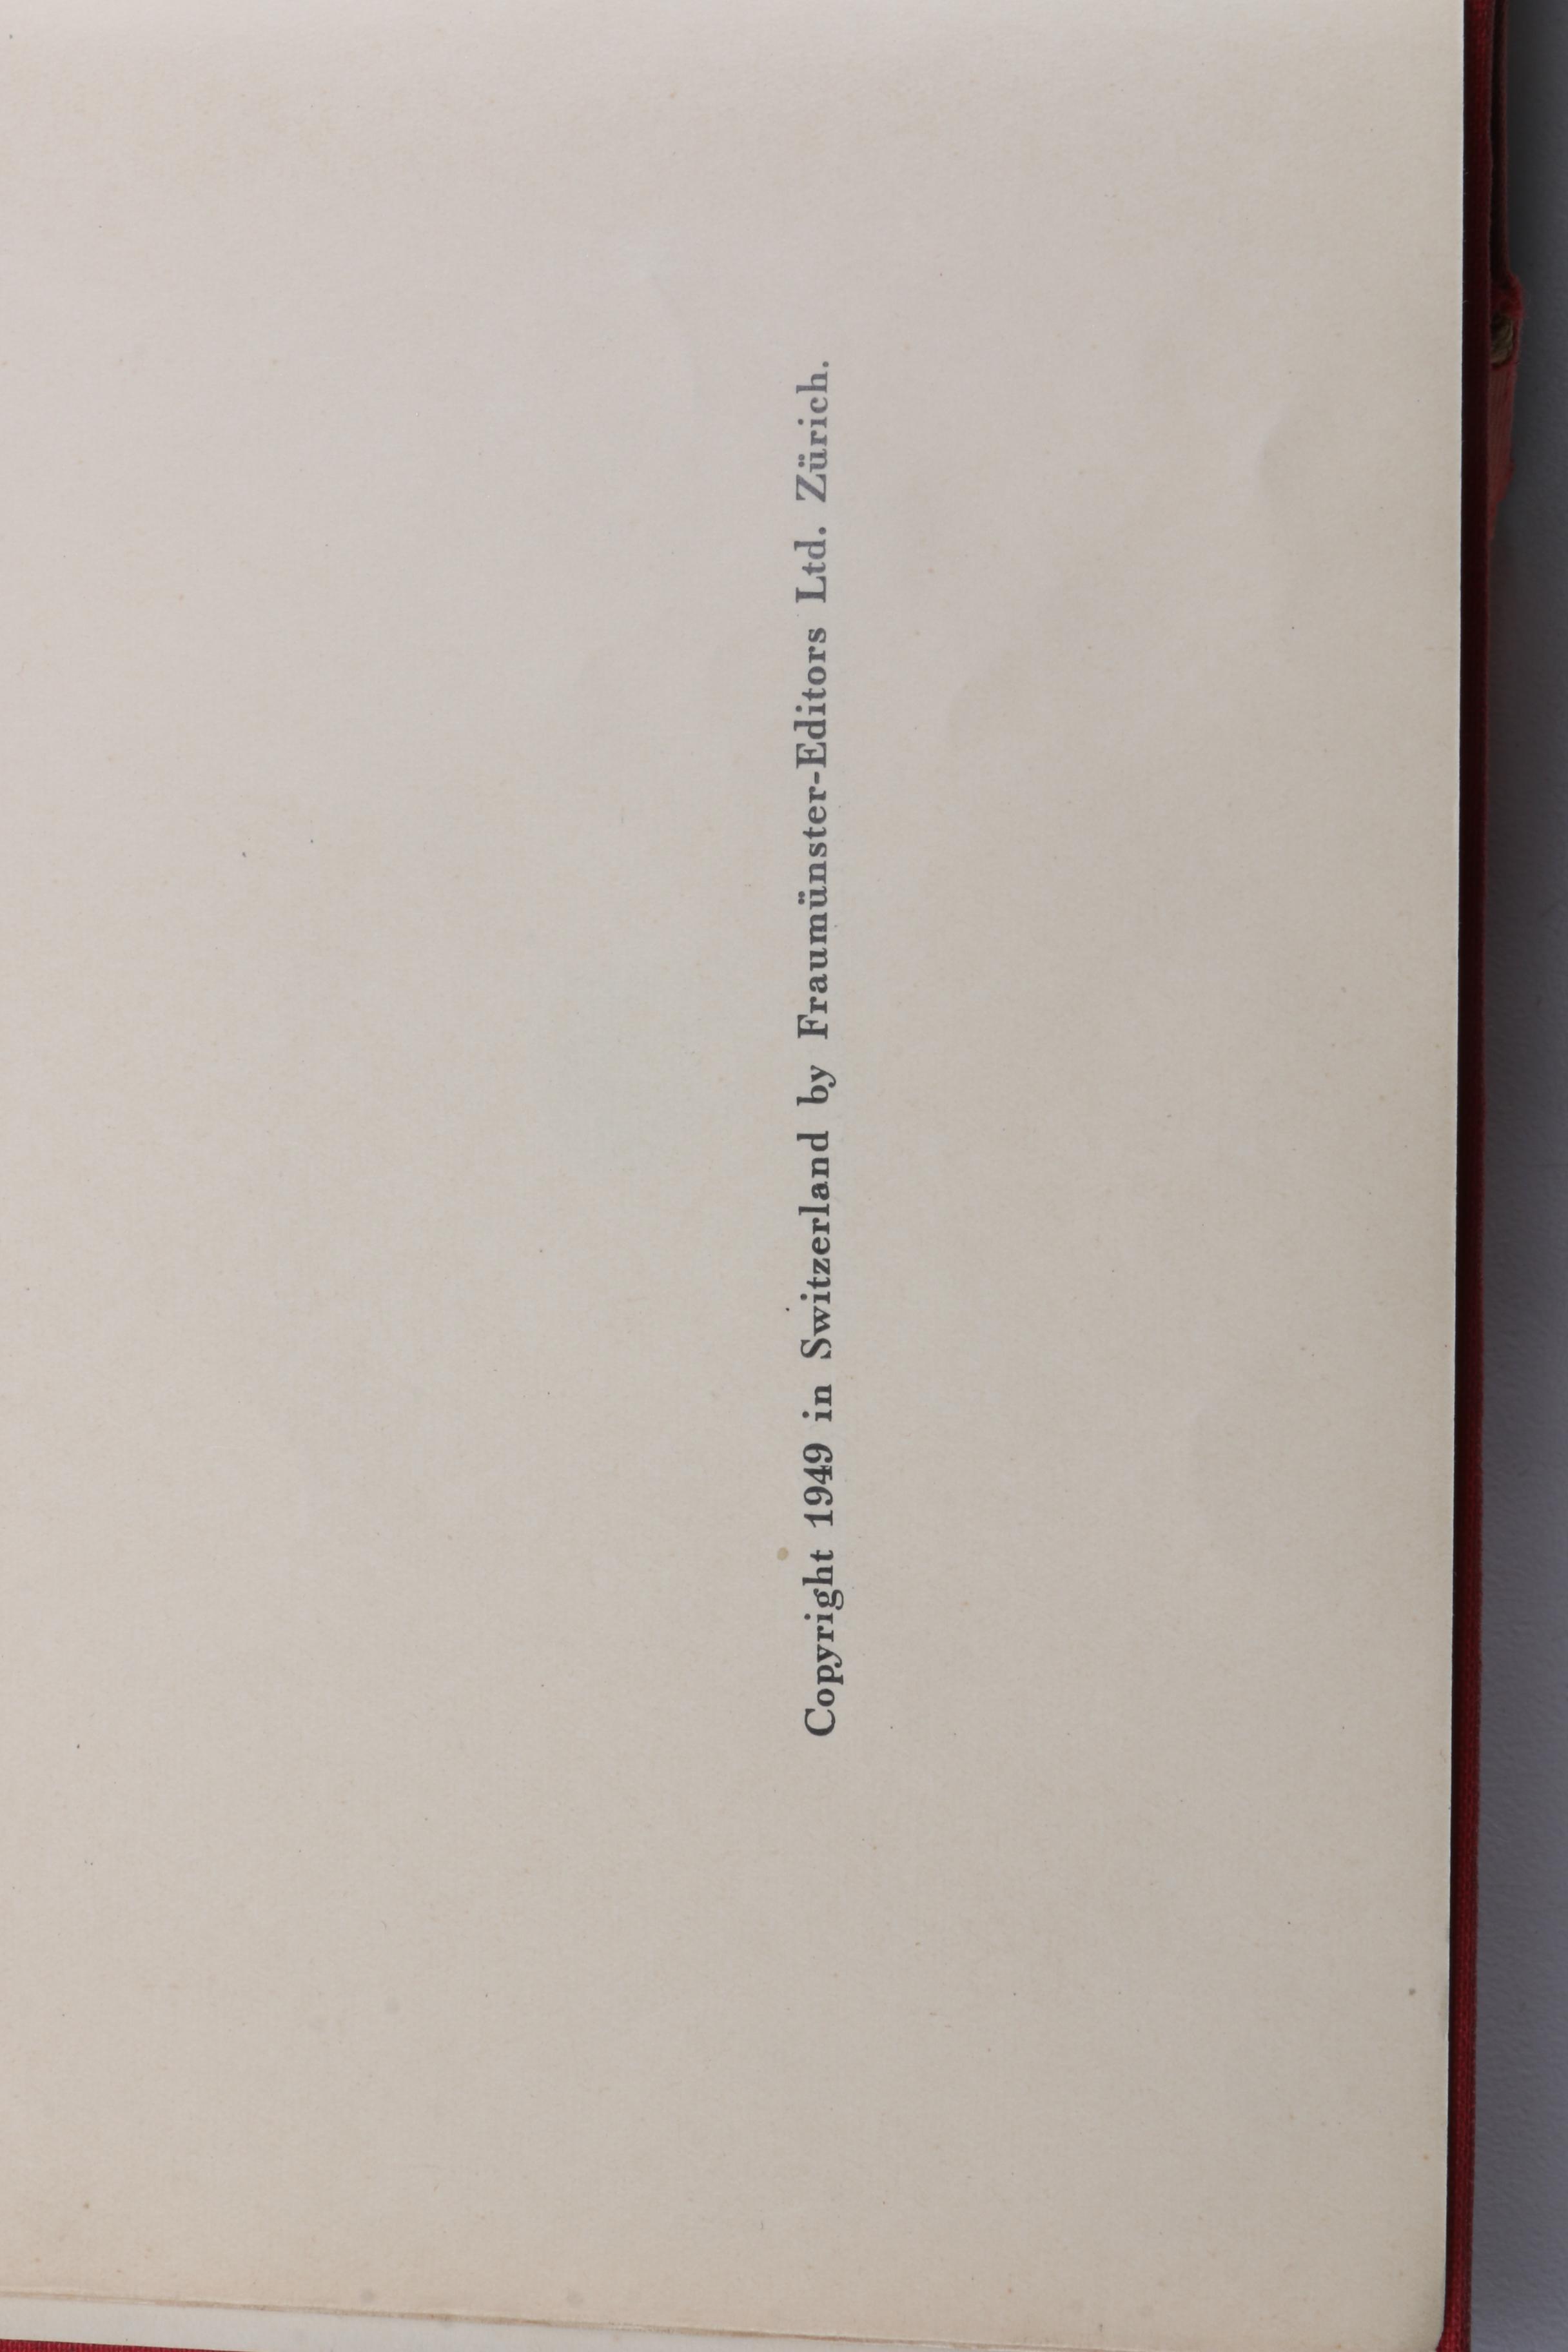 Copyright 1949 in Switzerland by Fraumünster-Editors Ltd. Zürich.